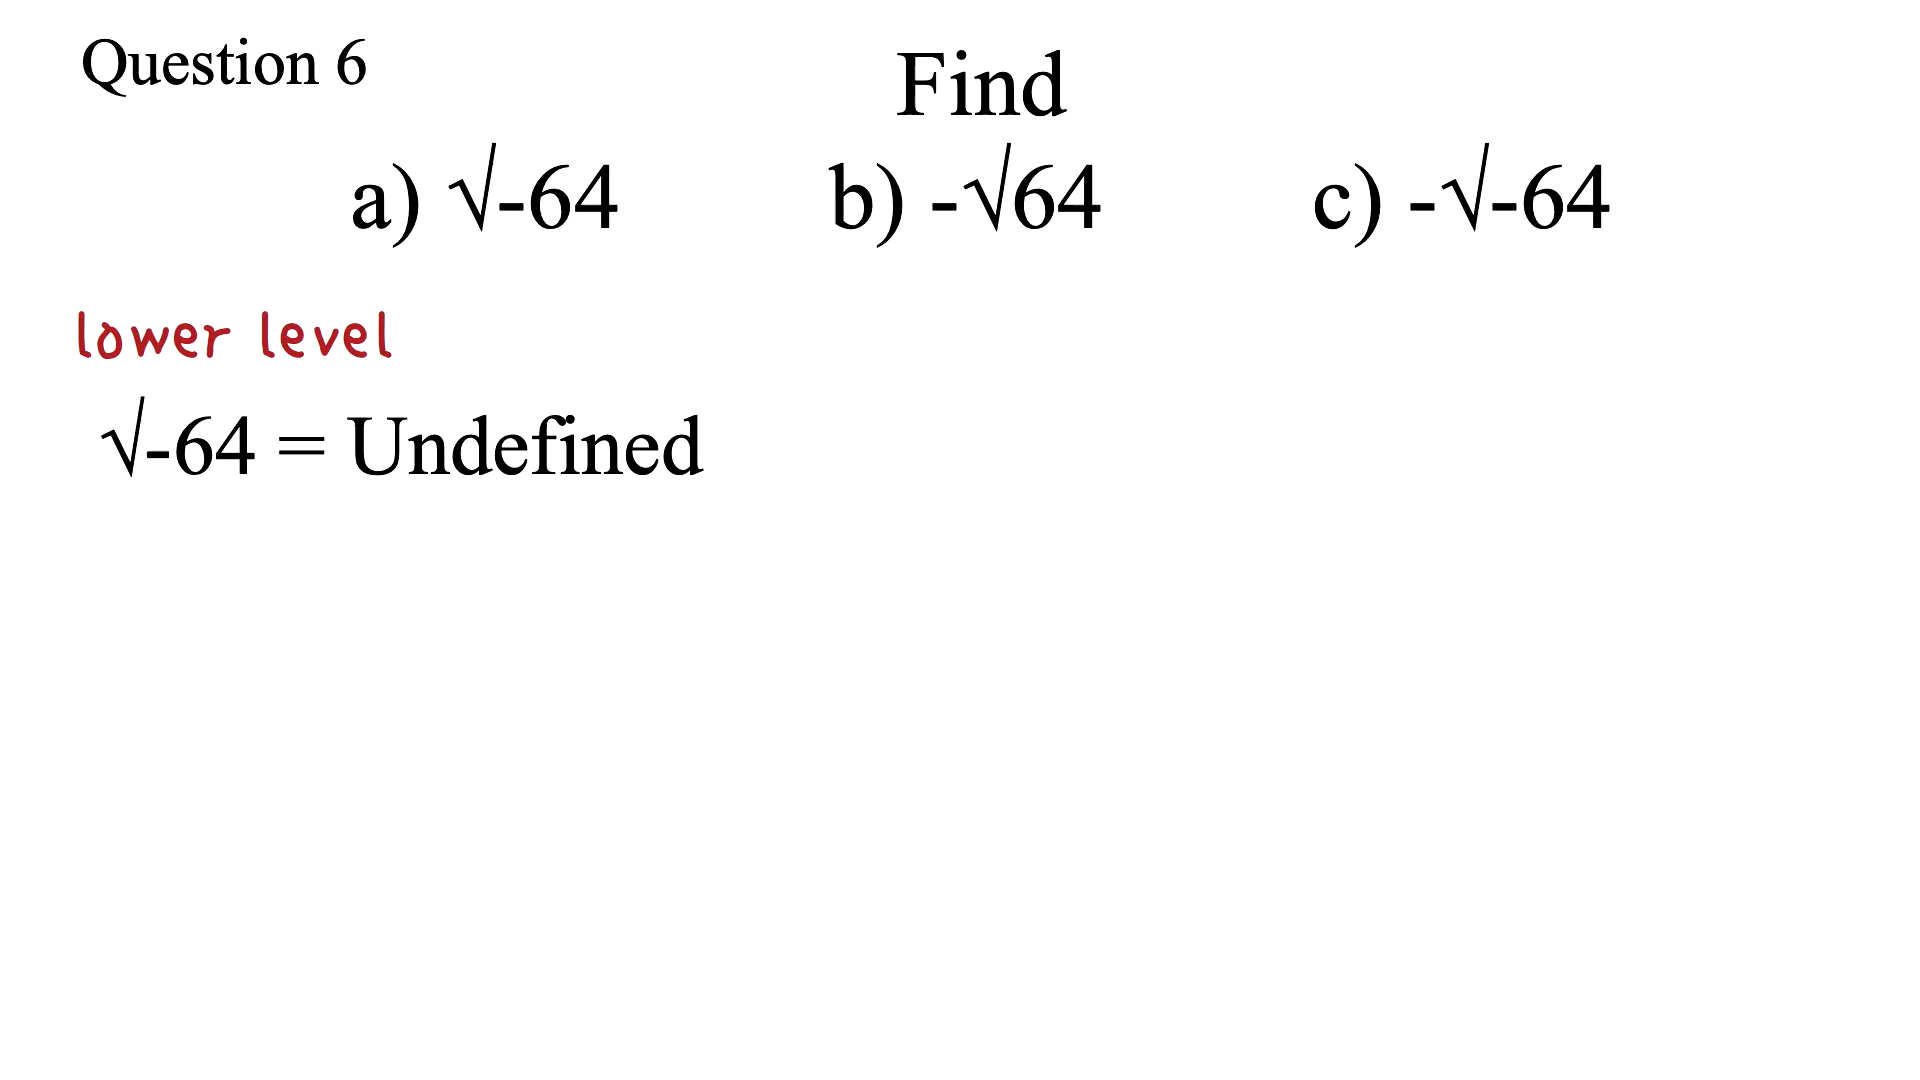 Question 6
Find
a) √-64 b) -√64 c) -√-64
lower level
√-64 = Undefined